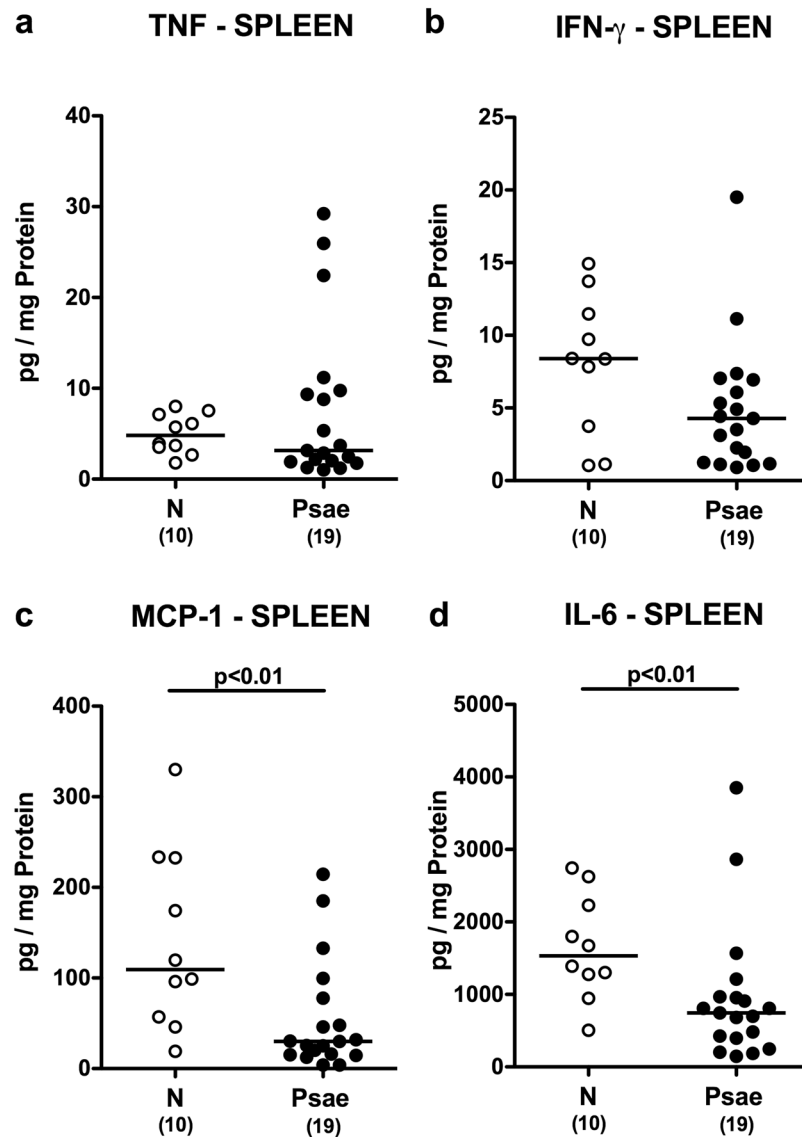 a TNF - SPLEEN
pg / mg Protein
40
30
20
10
0
N Psae
(10) (19)
b IFN-γ - SPLEEN
pg / mg Protein
25
20
15
10
5
0
N Psae
(10) (19)
c MCP-1 - SPLEEN
p<0.01
pg / mg Protein
400
300
200
100
0
N Psae
(10) (19)
d IL-6 - SPLEEN
p<0.01
pg / mg Protein
5000
4000
3000
2000
1000
0
N Psae
(10) (19)